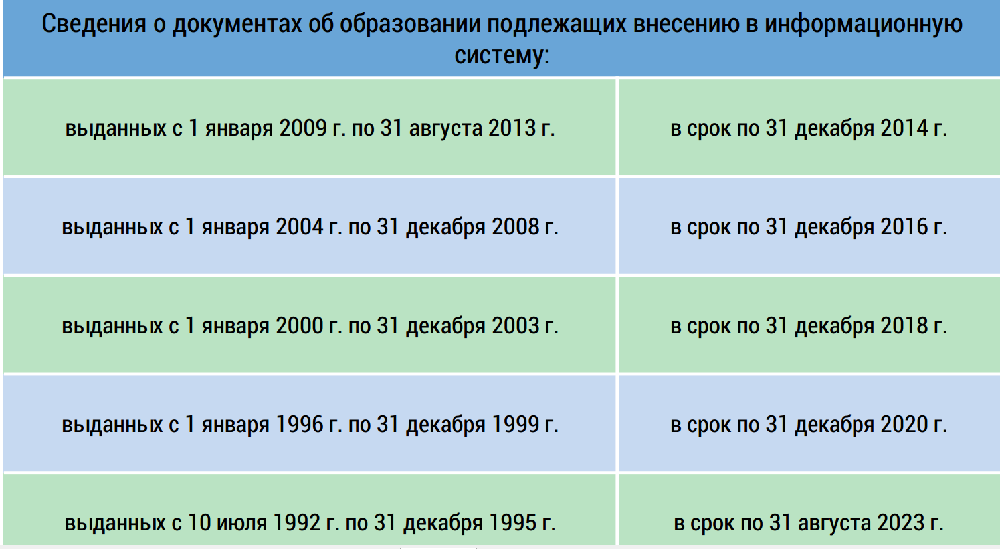 Сведения о документах об образовании подлежащих внесению в информационную
систему:
выданных с 1 января 2009 г. по 31 августа 2013 г.
в срок по 31 декабря 2014 г.
выданных с 1 января 2004 г. по 31 декабря 2008 г.
в срок по 31 декабря 2016 г.
выданных с 1 января 2000 г. по 31 декабря 2003 г.
в срок по 31 декабря 2018 г.
выданных с 1 января 1996 г. по 31 декабря 1999 г.
в срок по 31 декабря 2020 г.
выданных с 10 июля 1992 г. по 31 декабря 1995 г.
в срок по 31 августа 2023 г.